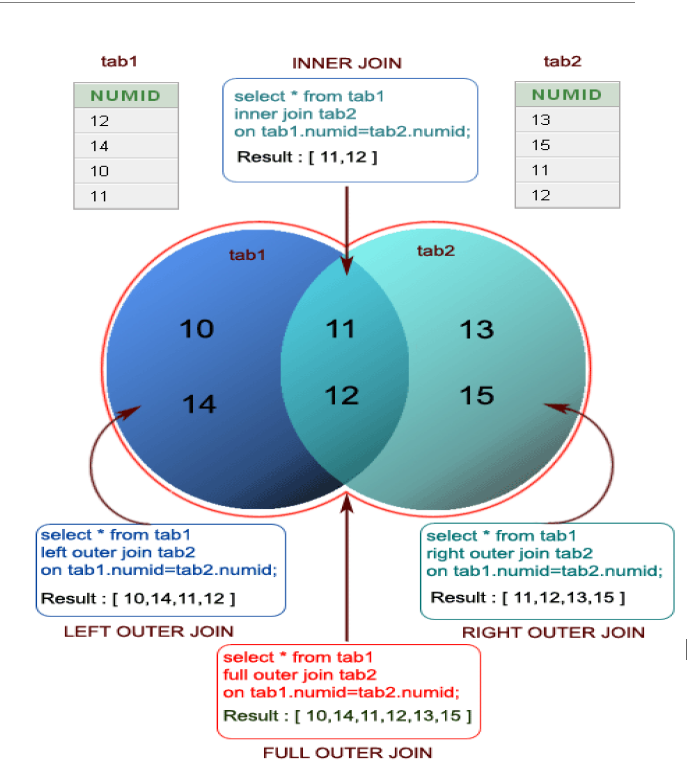 tab1
INNER JOIN
tab2
NUMID
12
14
10
11
select * from tab1
inner join tab2
on tab1.numid=tab2.numid;
Result : [ 11,12 ]
NUMID
13
15
11
12
tab1
tab2
10
11
13
14
12
15
select * from tab1
left outer join tab2
on tab1.numid=tab2.numid;
Result : [ 10,14,11,12 ]
LEFT OUTER JOIN
select * from tab1
right outer join tab2
on tab1.numid=tab2.numid;
Result : [ 11,12,13,15 ]
RIGHT OUTER JOIN
select * from tab1
full outer join tab2
on tab1.numid=tab2.numid;
Result : [ 10,14,11,12,13,15 ]
FULL OUTER JOIN